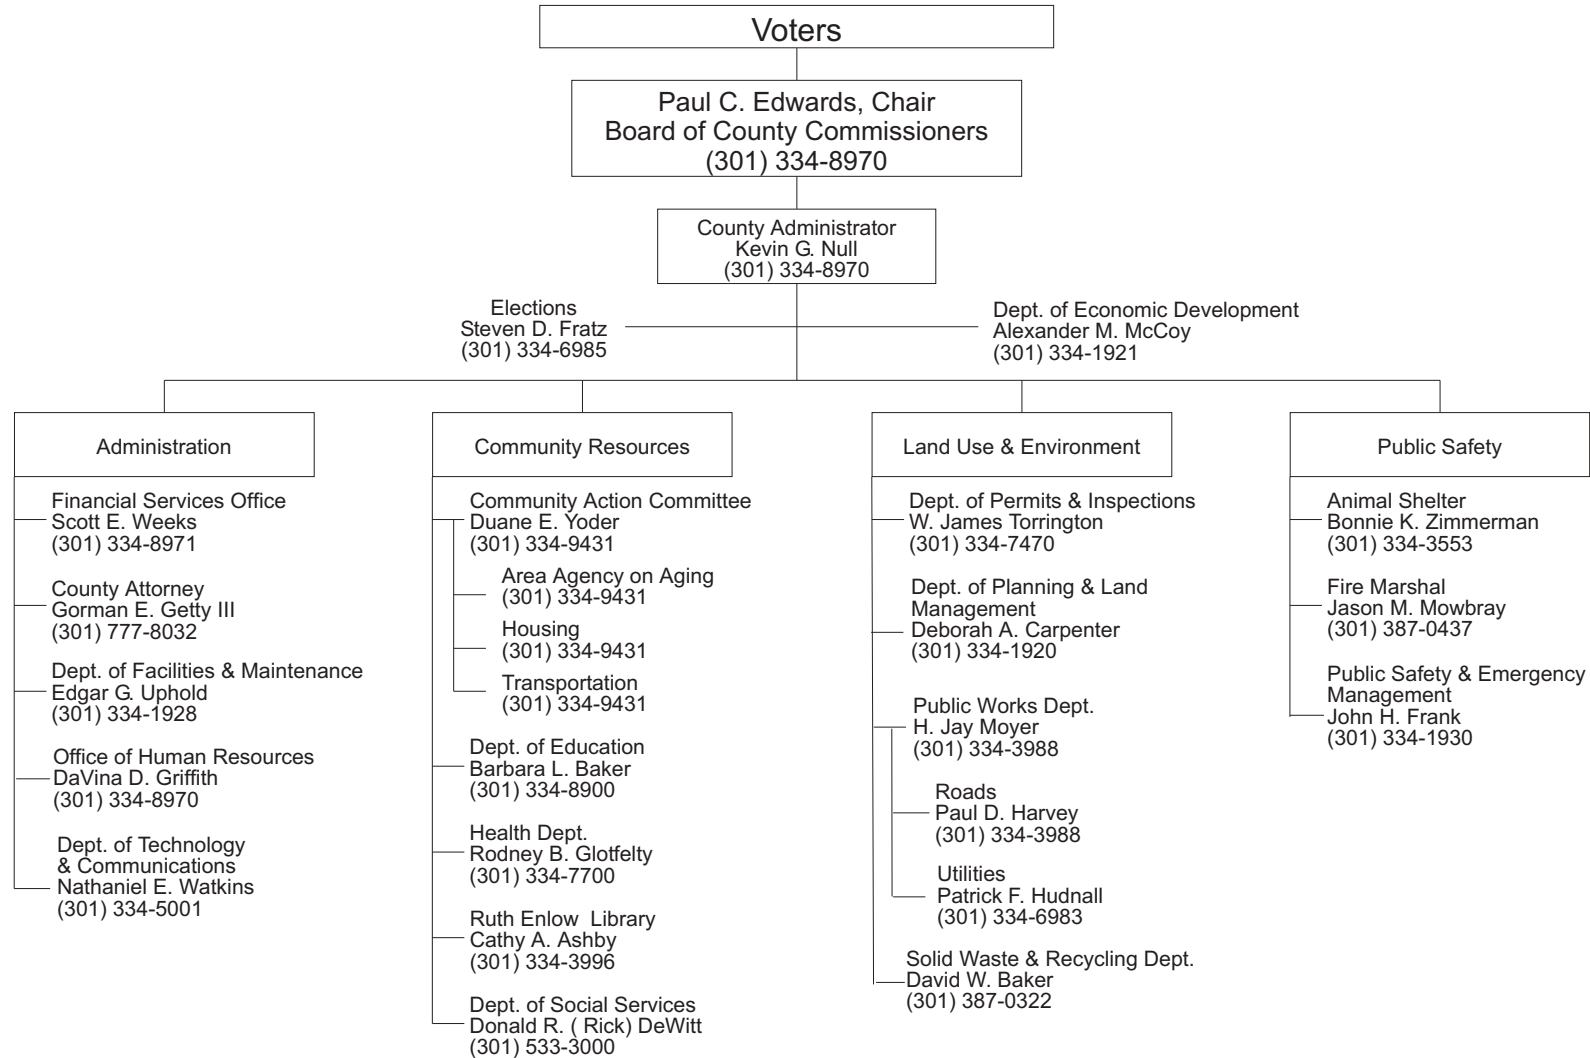 Voters
Paul C. Edwards, Chair
Board of County Commissioners
(301) 334-8970
County Administrator
Kevin G. Null
(301) 334-8970
Elections
Steven D. Fratz
(301) 334-6985
Dept. of Economic Development
Alexander M. McCoy
(301) 334-1921
Administration
Financial Services Office
Scott E. Weeks
(301) 334-8971
County Attorney
Gorman E. Getty III
(301) 777-8032
Dept. of Facilities & Maintenance
Edgar G. Uphold
(301) 334-1928
Office of Human Resources
DaVina D. Griffith
(301) 334-8970
Dept. of Technology
& Communications
Nathaniel E. Watkins
(301) 334-5001
Community Resources
Community Action Committee
Duane E. Yoder
(301) 334-9431
Area Agency on Aging
(301) 334-9431
Housing
(301) 334-9431
Transportation
(301) 334-9431
Dept. of Education
Barbara L. Baker
(301) 334-8900
Health Dept.
Rodney B. Glotfelty
(301) 334-7700
Ruth Enlow Library
Cathy A. Ashby
(301) 334-3996
Dept. of Social Services
Donald R. ( Rick) DeWitt
(301) 533-3000
Land Use & Environment
Dept. of Permits & Inspections
W. James Torrington
(301) 334-7470
Dept. of Planning & Land
Management
Deborah A. Carpenter
(301) 334-1920
Public Works Dept.
H. Jay Moyer
(301) 334-3988
Roads
Paul D. Harvey
(301) 334-3988
Utilities
Patrick F. Hudnall
(301) 334-6983
Solid Waste & Recycling Dept.
David W. Baker
(301) 387-0322
Public Safety
Animal Shelter
Bonnie K. Zimmerman
(301) 334-3553
Fire Marshal
Jason M. Mowbray
(301) 387-0437
Public Safety & Emergency
Management
John H. Frank
(301) 334-1930